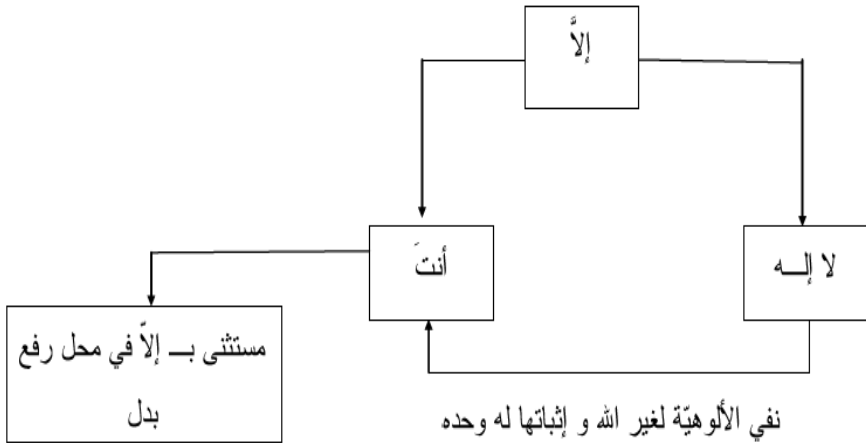 إلاَّ
لا إلـــه
أنتَ
مستثنى بـــ إلاّ في محل رفع
بدل
نفي الألوهيّة لغير الله و إثباتها له وحده